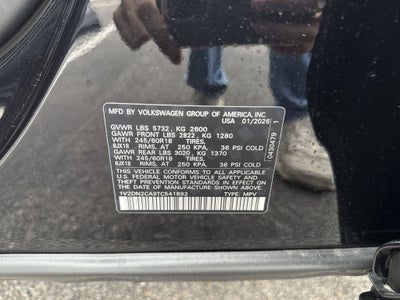 MFD. BY VOLKSWAGEN GROUP OF AMERICA, INC.
USA 01/2026
GVWR LBS 5732, KG 2600
GAWR FRONT LBS 2822, KG 1280
WITH 245/60R18 TIRES,
8JX18 RIMS, AT 250 KPA, 36 PSI COLD
GAWR REAR LBS 3020, KG 1370
WITH 245/60R18 TIRES,
8JX18 RIMS, AT 250 KPA, 36 PSI COLD
THIS VEHICLE CONFORMS TO ALL APPLICABLE
U.S. FEDERAL MOTOR VEHICLE SAFETY, BUMPER, AND
THEFT PREVENTION STANDARDS IN EFFECT ON THE
DATE OF MANUFACTURE SHOWN ABOVE.
1V2DN2CA9TC541892 TYPE: MPV
0430479 1